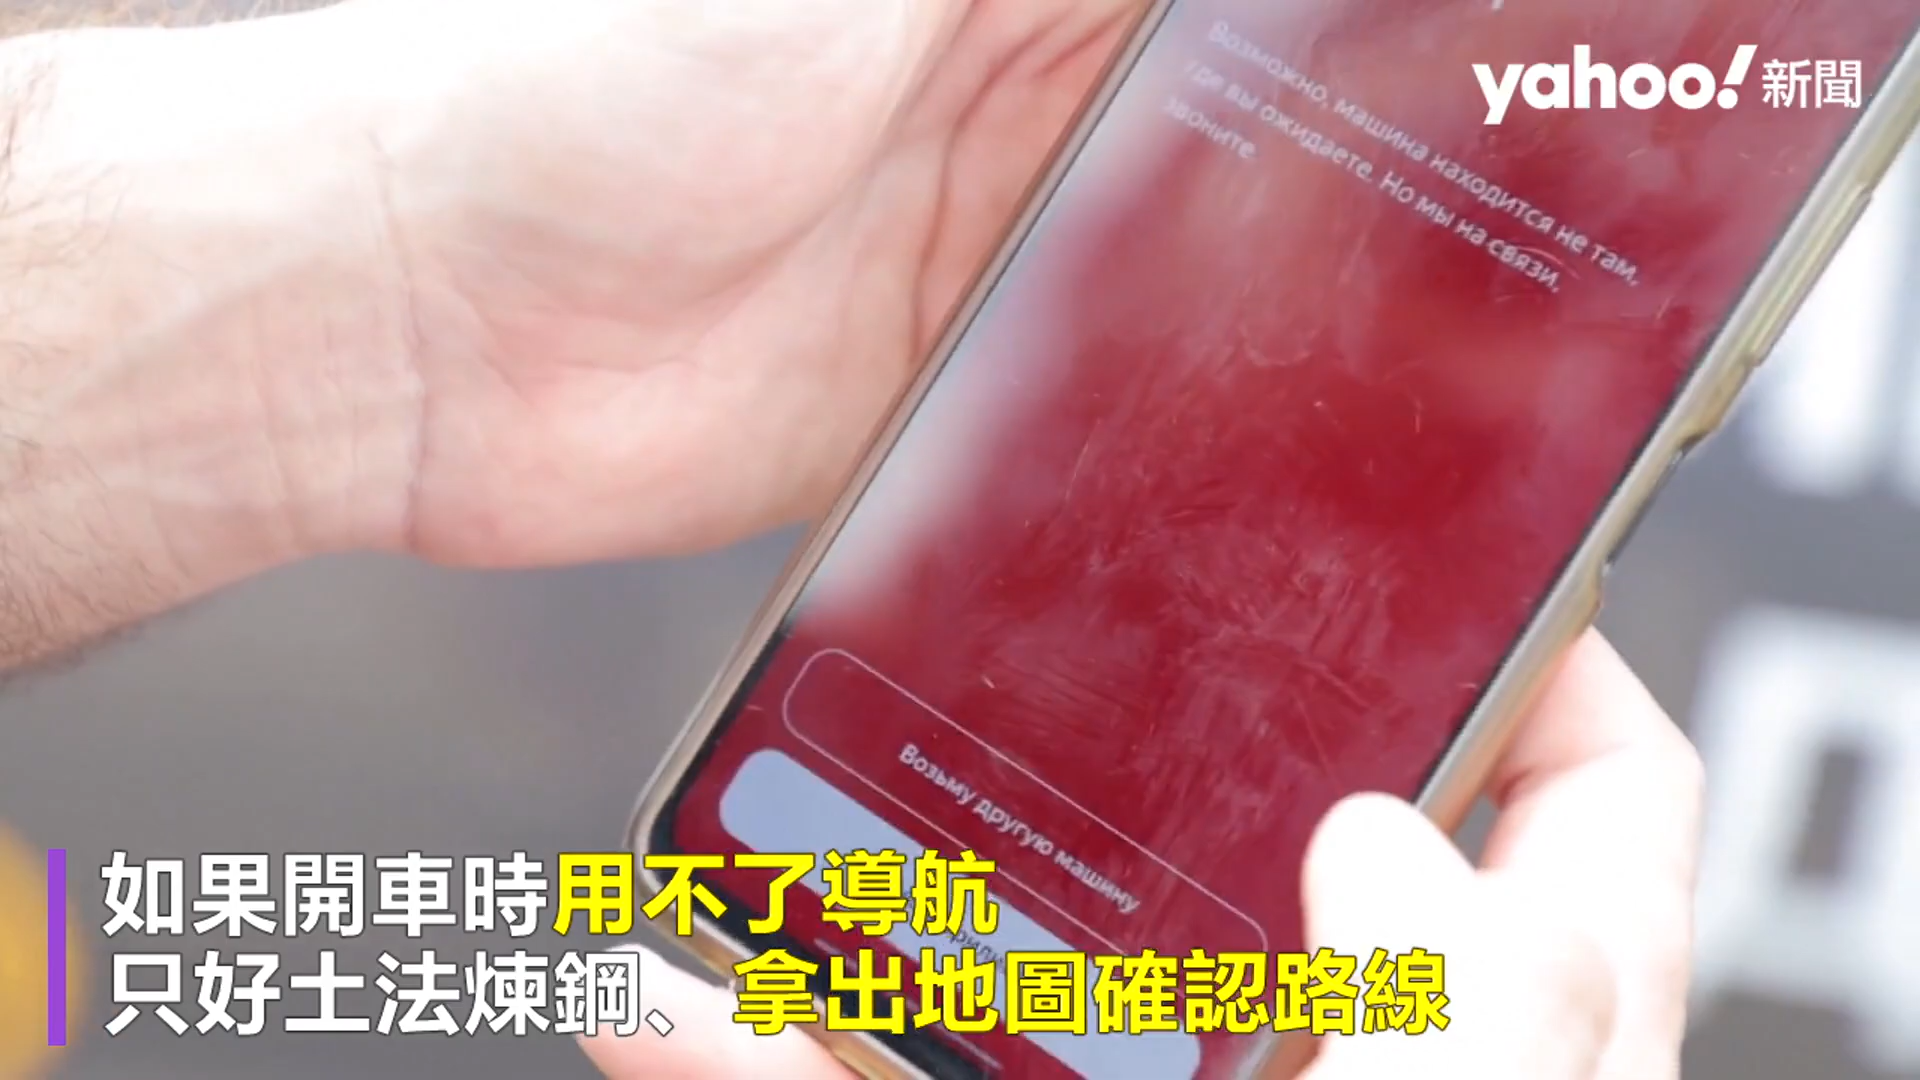 yahoo!新聞
Возможно, машина находится не там,
где вы ожидаете. Но мы на связи,
звоните.
Возьму другую машину
如果開車時用不了導航
只好土法煉鋼、拿出地圖確認路線